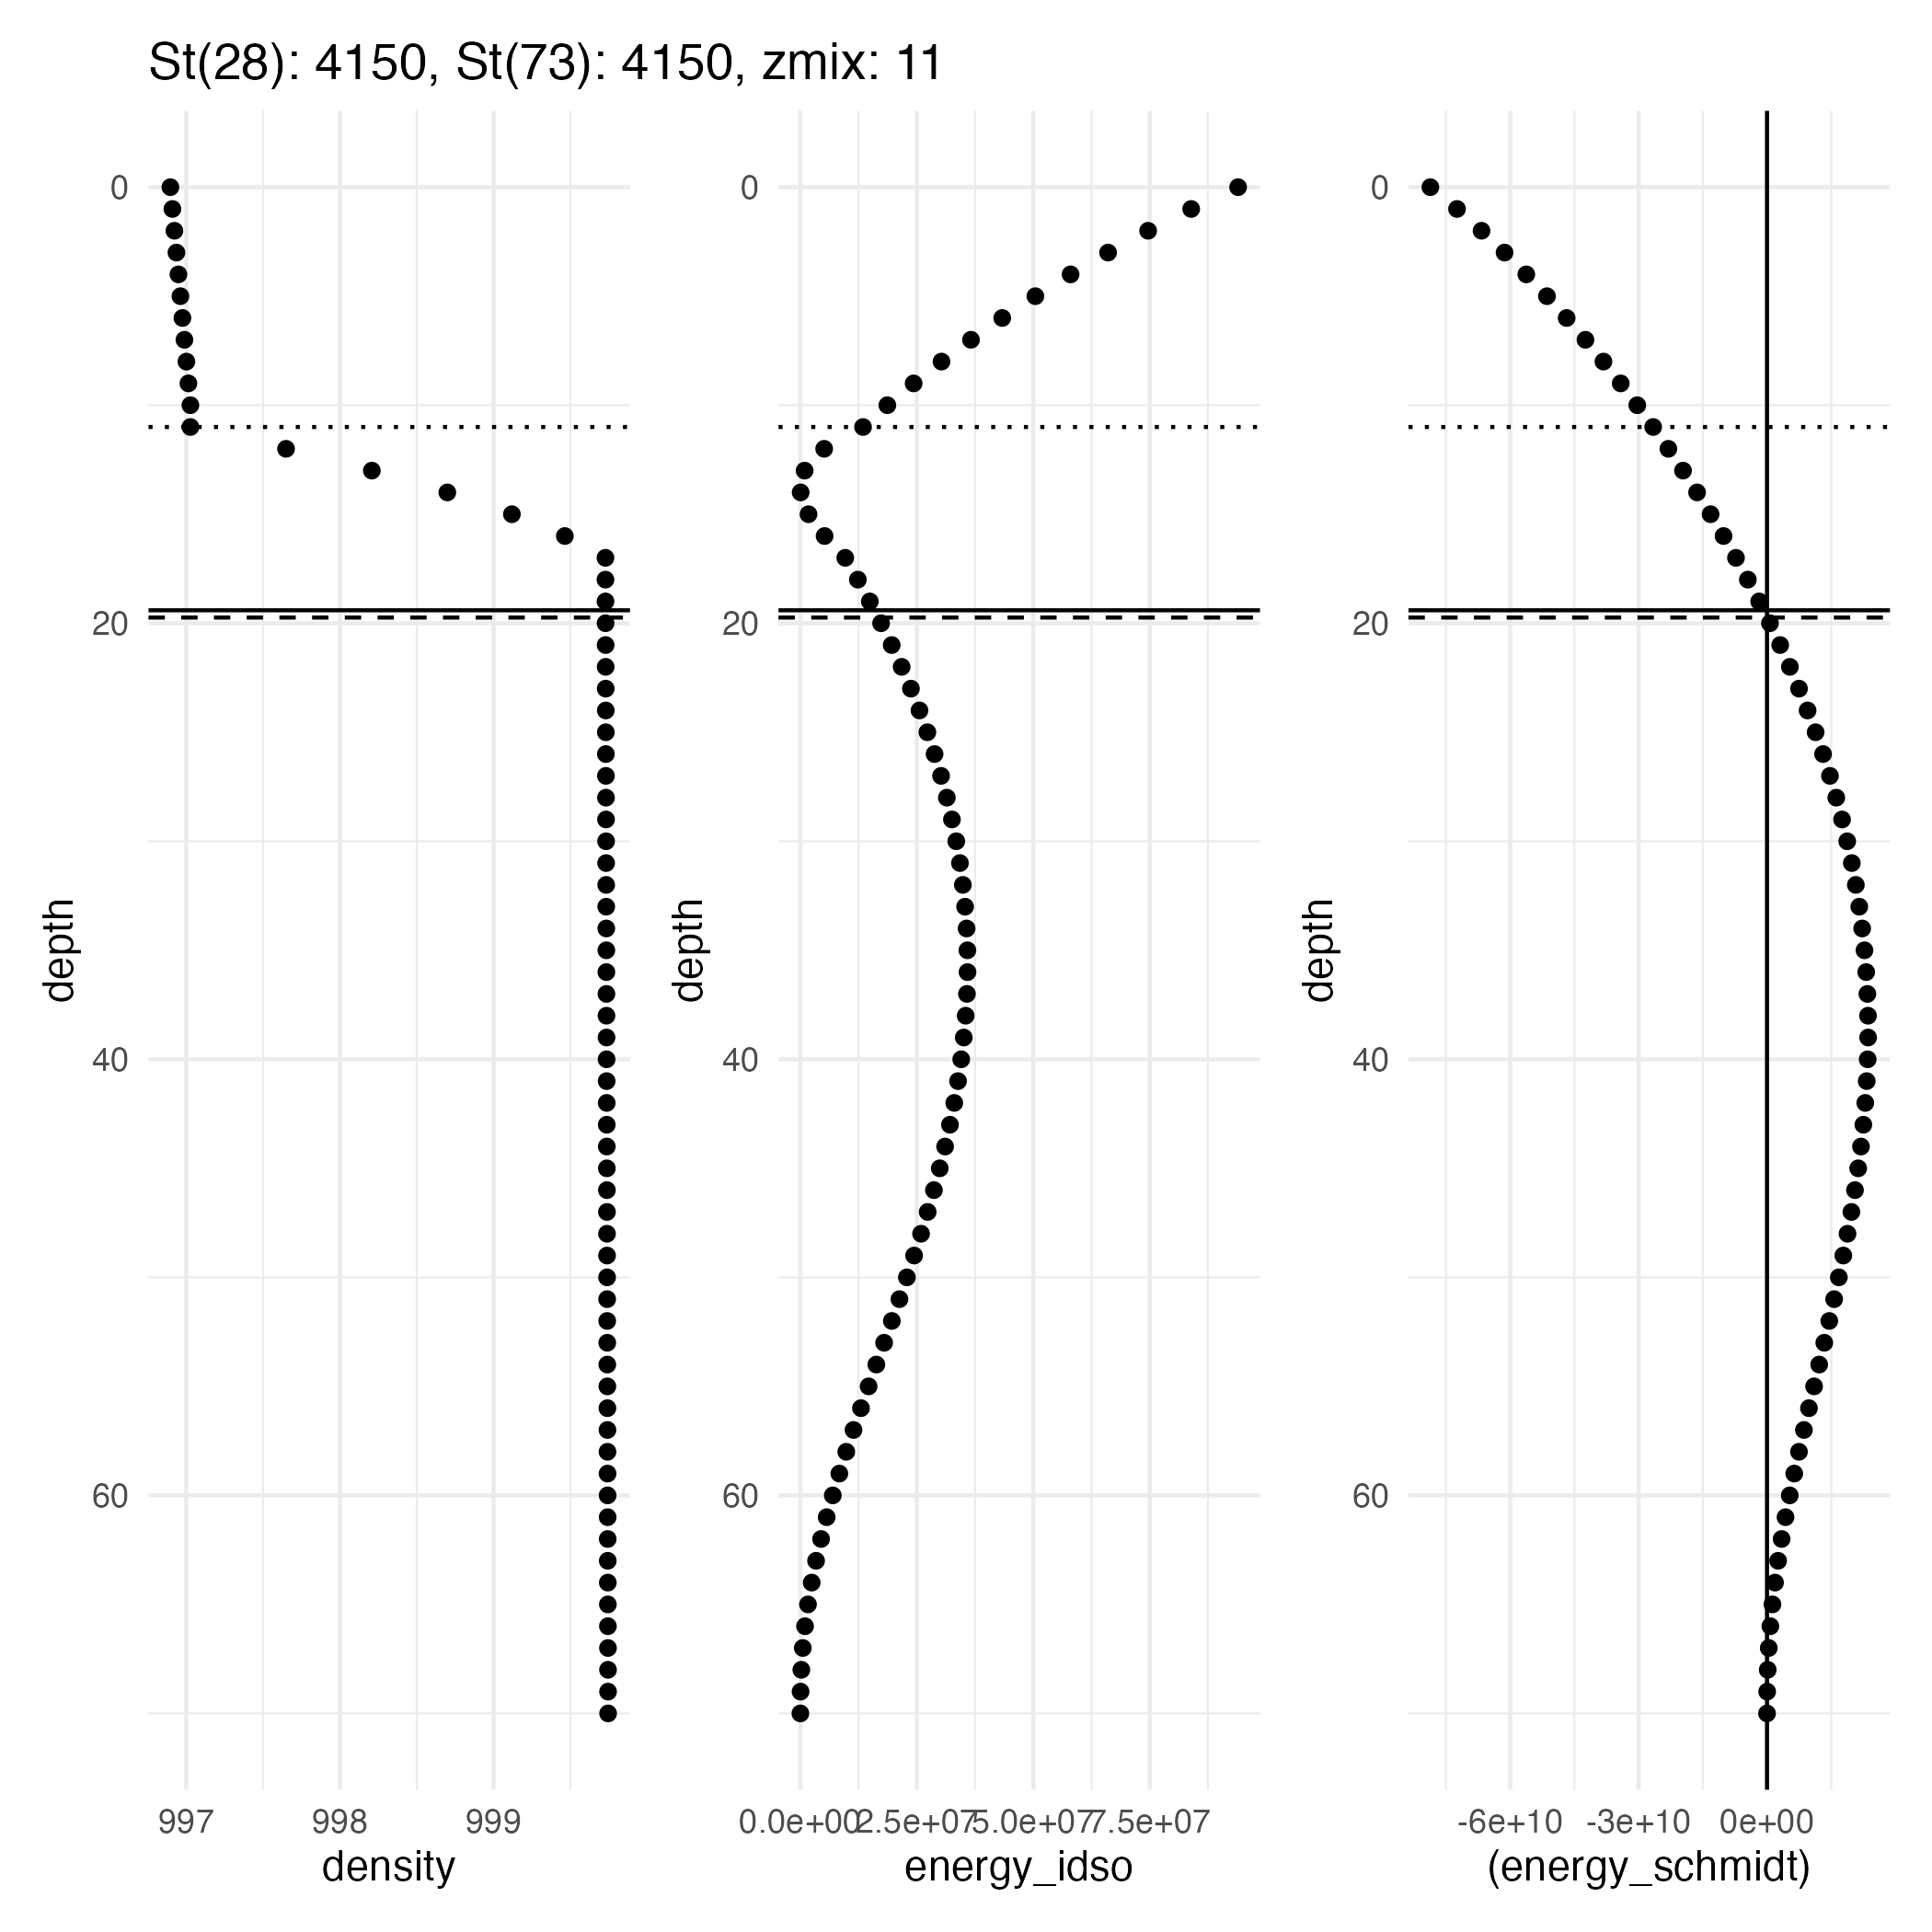 St(28): 4150, St(73): 4150, zmix: 11
0
20
40
60
depth
997 998 999
density
0
20
40
60
depth
0.0e+00 2.5e+07 5.0e+07 7.5e+07
energy_idso
0
20
40
60
depth
-6e+10 -3e+10 0e+00
(energy_schmidt)